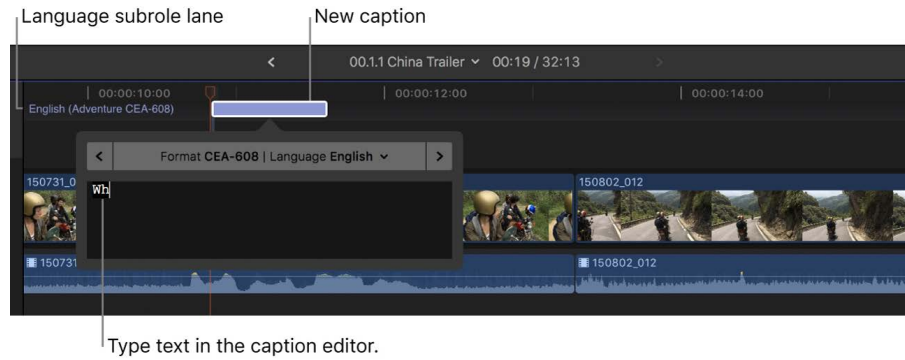 Language subrole lane
New caption
00.1.1 China Trailer 00:19 / 32:13
00:00:10:00
00:00:12:00
00:00:14:00
English (Adventure CEA-608)
Format CEA-608 | Language English
Wh
150731_0
150802_012
150731
150802_012
Type text in the caption editor.